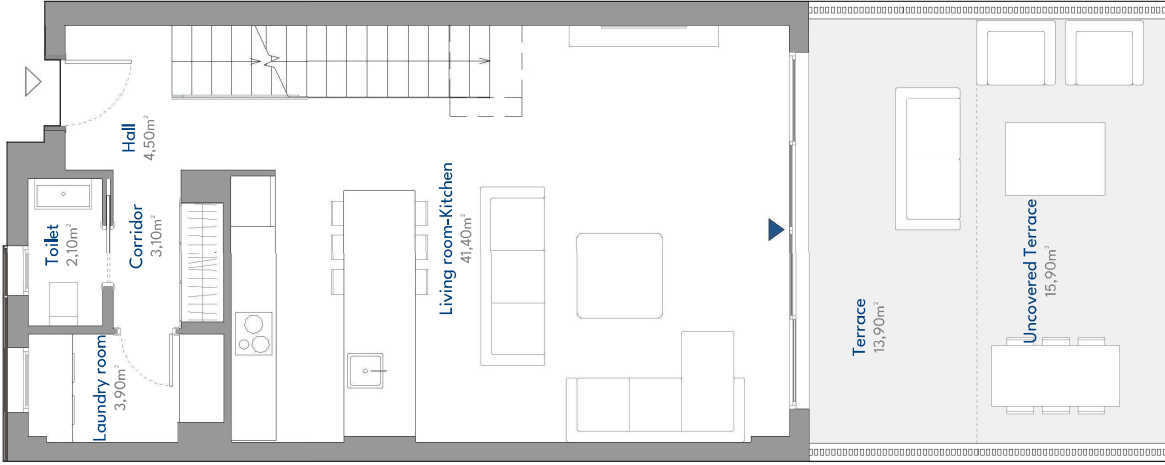 Hall
4,50m²
Toilet
2,10m²
Corridor
3,10m²
Laundry room
3,90m²
Living room-Kitchen
41,40m²
Terrace
13,90m²
Uncovered Terrace
15,90m²